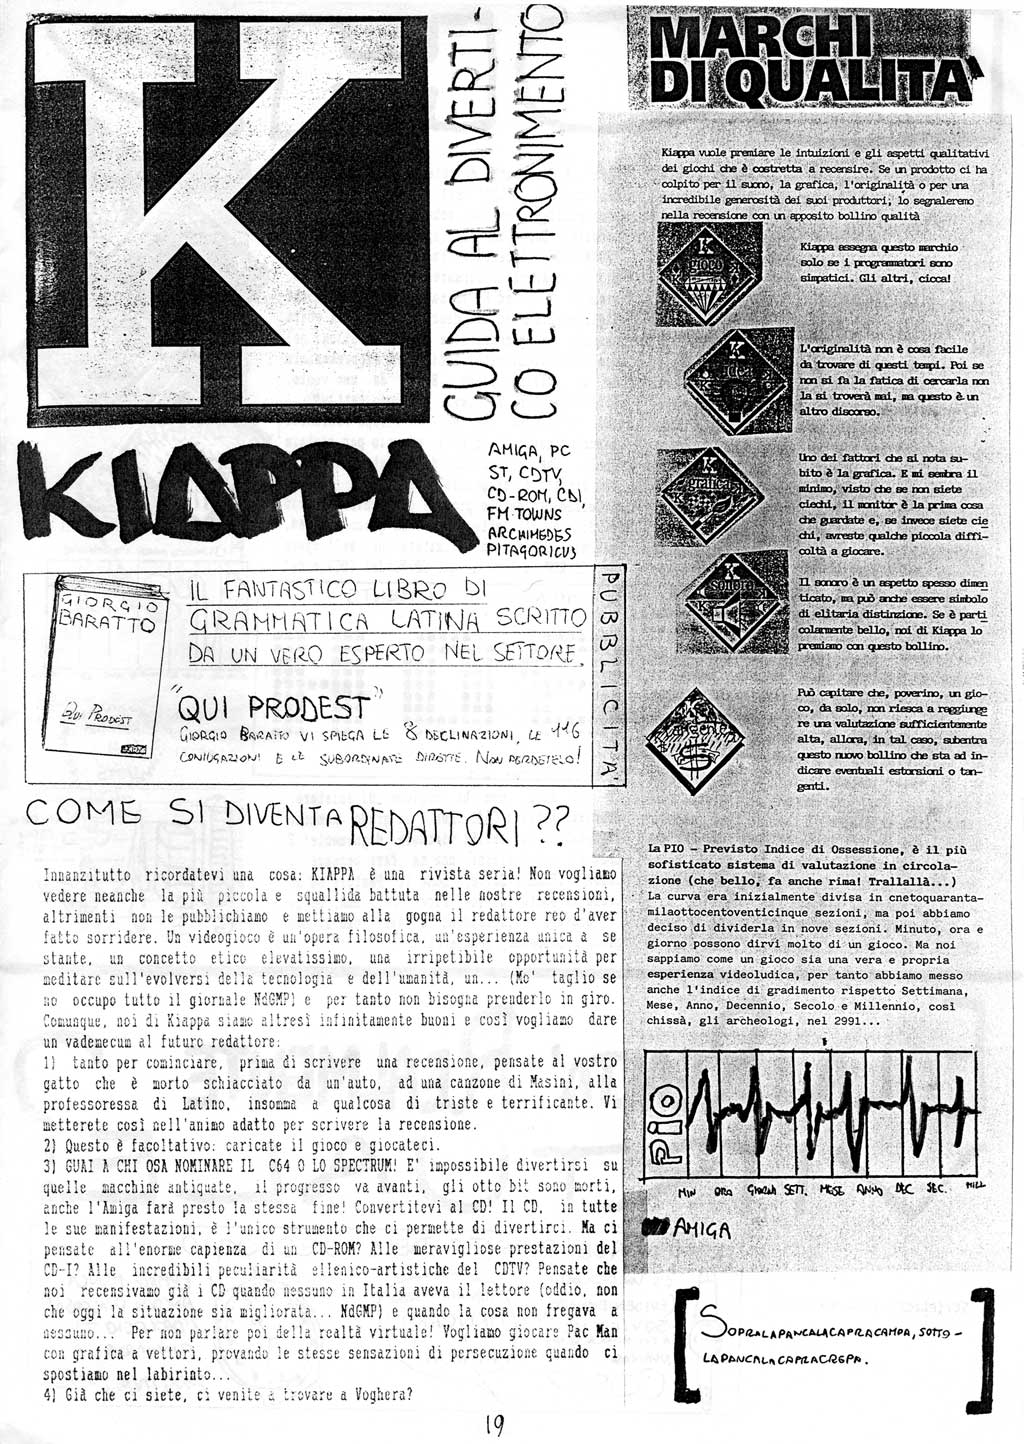 K
GUIDA AL DIVERTI-
CO ELETTRONIMENTO
KIAPPA
AMIGA, PC
ST, CDTV,
CD-ROM, CDI,
FM TOWNS
ARCHIMEDES
PITAGORICUS
GIORGIO
BARATTO
QUI PRODEST
IL FANTASTICO LIBRO DI
GRAMMATICA LATINA SCRITTO
DA UN VERO ESPERTO NEL SETTORE.
"QUI PRODEST"
GIORGIO BARATTO VI SPIEGA LE 8 DECLINAZIONI, LE 116
CONIUGAZIONI E LE SUBORDINATE DIRETTE. NON PERDETELO!
PUBBLICITA'
COME SI DIVENTA REDATTORI ??
Innanzitutto ricordatevi una cosa: KIAPPA è una rivista seria! Non vogliamo
vedere neanche la più piccola e squallida battuta nelle nostre recensioni,
altrimenti non le pubblichiamo e mettiamo alla gogna il redattore reo d'aver
fatto sorridere. Un videogioco è un'opera filosofica, un'esperienza unica a se
stante, un concetto etico elevatissimo, una irripetibile opportunità per
meditare sull'evolversi della tecnologia e dell'umanità, un... (Mo' taglio se
no occupo tutto il giornale NdGMP) e per tanto non bisogna prenderlo in giro.
Comunque, noi di Kiappa siamo altresì infinitamente buoni e così vogliamo dare
un vademecum al futuro redattore:
1) tanto per cominciare, prima di scrivere una recensione, pensate al vostro
gatto che è morto schiacciato da un'auto, ad una canzone di Masini, alla
professoressa di Latino, insomma a qualcosa di triste e terrificante. Vi
metterete così nell'animo adatto per scrivere la recensione.
2) Questo è facoltativo: caricate il gioco e giocateci.
3) GUAI A CHI OSA NOMINARE IL C64 O LO SPECTRUM! E' impossibile divertirsi su
quelle macchine antiquate, il progresso va avanti, gli otto bit sono morti,
anche l'Amiga farà presto la stessa fine! Convertitevi al CD! Il CD, in tutte
le sue manifestazioni, è l'unico strumento che ci permette di divertirci. Ma ci
pensate all'enorme capienza di un CD-ROM? Alle meravigliose prestazioni del
CD-I? Alle incredibili peculiarità ellenico-artistiche del CDTV? Pensate che
noi recensivamo già i CD quando nessuno in Italia aveva il lettore (oddio, non
che oggi la situazione sia migliorata... NdGMP) e quando la cosa non fregava a
nessuno... Per non parlare poi della realtà virtuale! Vogliamo giocare Pac Man
con grafica a vettori, provando le stesse sensazioni di persecuzione quando ci
spostiamo nel labirinto...
4) Già che ci siete, ci venite a trovare a Voghera?
MARCHI
DI QUALITA'
Kiappa vuole premiare le intuizioni e gli aspetti qualitativi
dei giochi che è costretta a recensire. Se un prodotto ci ha
colpito per il suono, la grafica, l'originalità o per una
incredibile generosità dei suoi produttori, lo segnaleremo
nella recensione con un apposito bollino qualità
K
gioco
Kiappa assegna questo marchio
solo se i programmatori sono
simpatici. Gli altri, cicca!
K
idea
L'originalità non è cosa facile
da trovare di questi tempi. Poi se
non si fa la fatica di cercarla non
la si troverà mai, ma questo è un
altro discorso.
K
grafica
Uno dei fattori che si nota su-
bito è la grafica. E mi sembra il
minimo, visto che se non siete
ciechi, il monitor è la prima cosa
che guardate e, se invece siete cie
chi, avreste qualche piccola diffi-
coltà a giocare.
K
sonoro
Il sonoro è un aspetto spesso dimen
ticato, ma può anche essere simbolo
di elitaria distinzione. Se è parti
colarmente bello, noi di Kiappa lo
premiamo con questo bollino.
$
Può capitare che, poverino, un gio-
co, da solo, non riesca a raggiunge
re una valutazione sufficientemente
alta, allora, in tal caso, subentra
questo nuovo bollino che sta ad in-
dicare eventuali estorsioni o tan-
genti.
La PIO - Previsto Indice di Ossessione, è il più
sofisticato sistema di valutazione in circola-
zione (che bello, fa anche rima! Trallallà...)
La curva era inizialmente divisa in cnetoquaranta-
milaottocentoventicinque sezioni, ma poi abbiamo
deciso di dividerla in nove sezioni. Minuto, ora e
giorno possono dirvi molto di un gioco. Ma noi
sappiamo come un gioco sia una vera e propria
esperienza videoludica, per tanto abbiamo messo
anche l'indice di gradimento rispetto Settimana,
Mese, Anno, Decennio, Secolo e Millennio, così
chissà, gli archeologi, nel 2991...
PIO
MIN ORA GIORNA SETT. MESE ANNO DEC SEC. MILL
AMIGA
SOPRALAPANCALACAPRACAMPA, SOTTO-
LAPANCALACAPRACREPA.
19